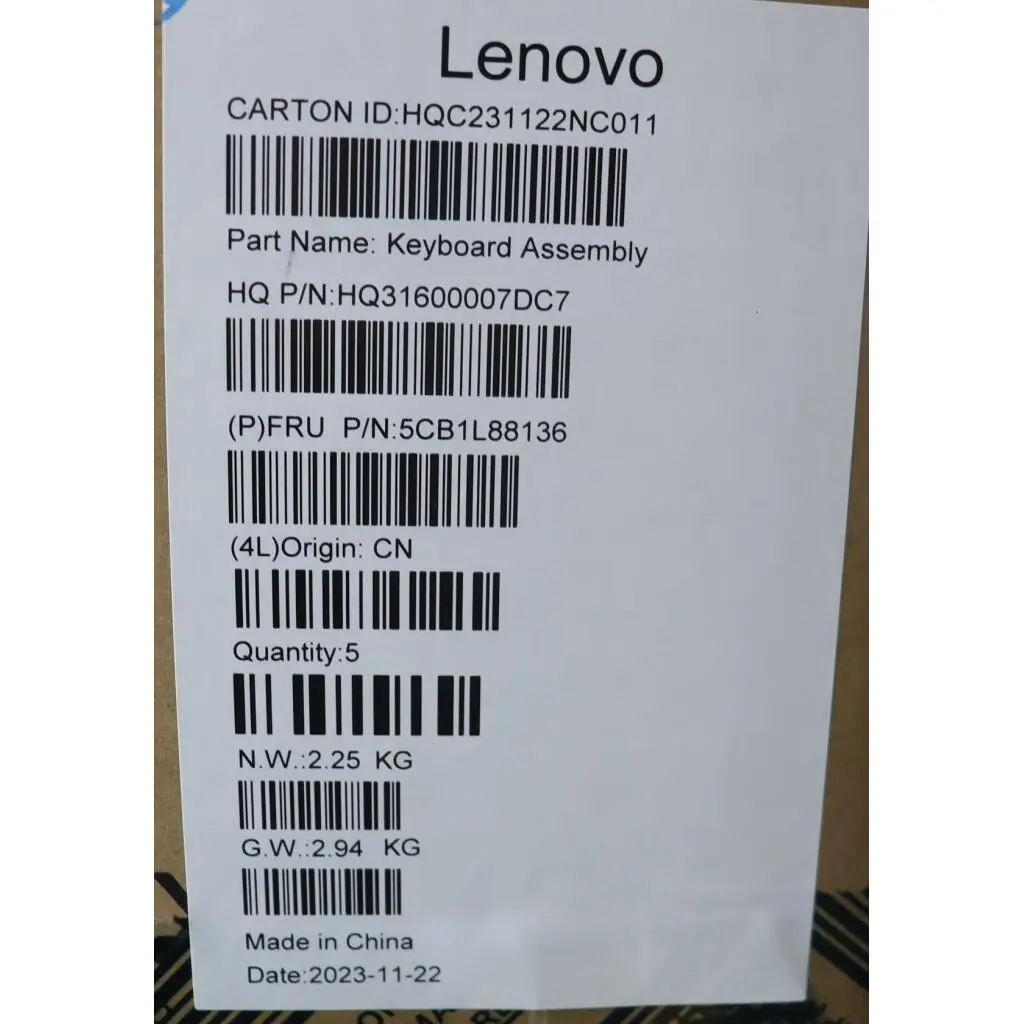 Lenovo
CARTON ID:HQC231122NC011
Part Name: Keyboard Assembly
HQ P/N:HQ31600007DC7
(P)FRU P/N:5CB1L88136
(4L)Origin: CN
Quantity:5
N.W.:2.25 KG
G.W.:2.94 KG
Made in China
Date:2023-11-22